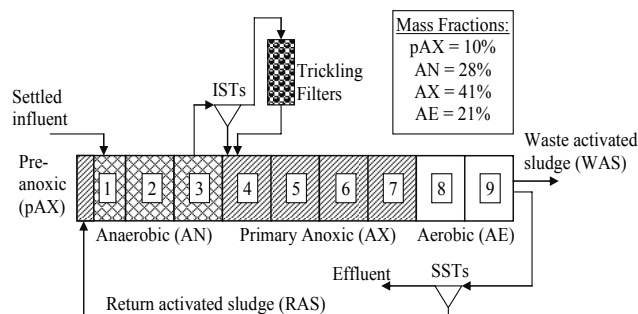 Mass Fractions:
pAX = 10%
AN = 28%
AX = 41%
AE = 21%
ISTs
Trickling
Filters
Settled
influent
Waste activated
sludge (WAS)
Pre-
anoxic
(pAX)
1
2
3
4
5
6
7
8
9
Anaerobic (AN)
Primary Anoxic (AX)
Aerobic (AE)
Effluent
SSTs
Return activated sludge (RAS)